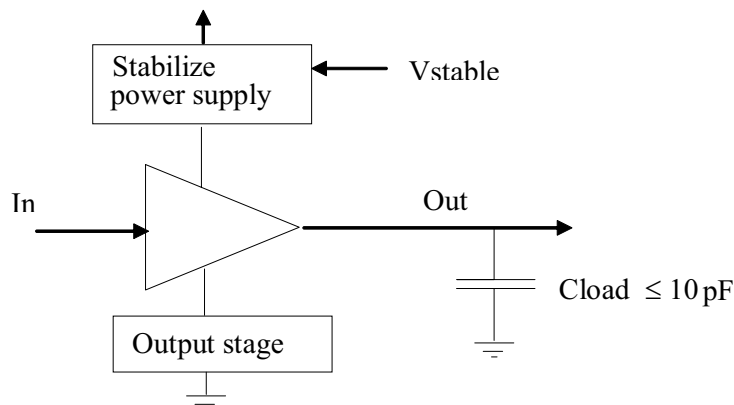 Stabilize
power supply
Vstable
In
Out
Cload ≤ 10 pF
Output stage